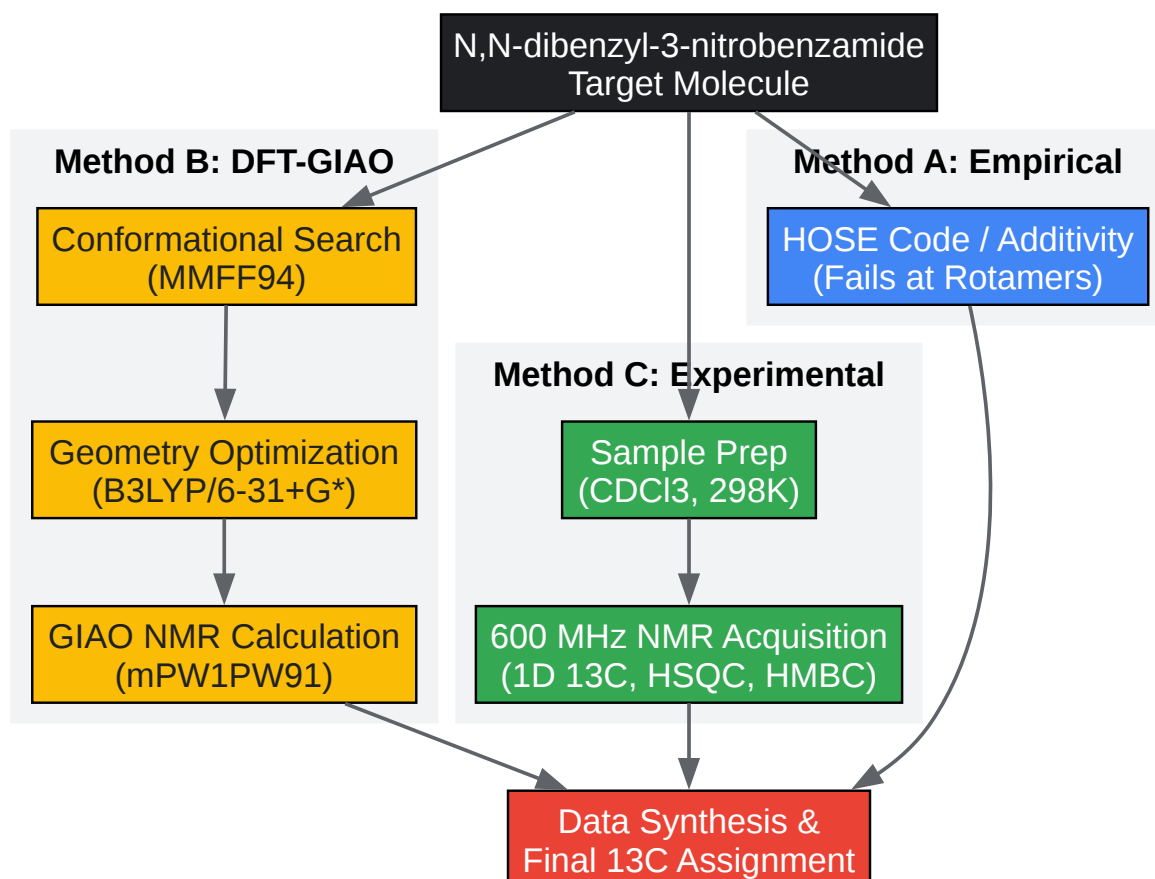 N,N-dibenzyl-3-nitrobenzamide
Target Molecule
Method B: DFT-GIAO
Conformational Search
(MMFF94)
Geometry Optimization
(B3LYP/6-31+G*)
GIAO NMR Calculation
(mPW1PW91)
Method C: Experimental
Sample Prep
(CDCl3, 298K)
600 MHz NMR Acquisition
(1D 13C, HSQC, HMBC)
Method A: Empirical
HOSE Code / Additivity
(Fails at Rotamers)
Data Synthesis &
Final 13C Assignment